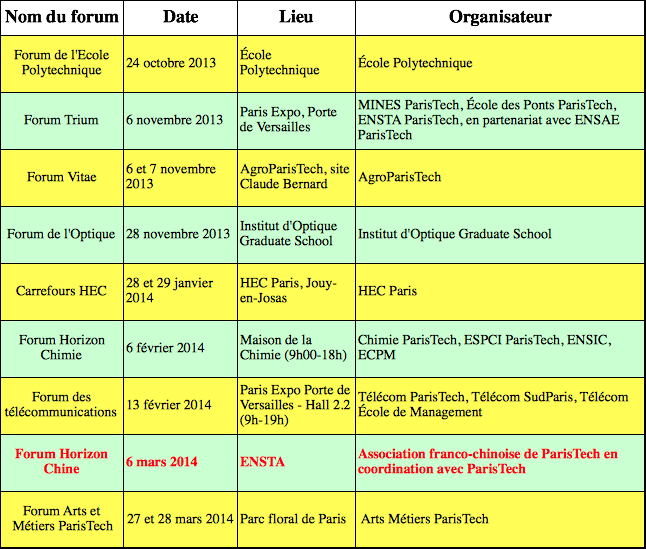 Nom du forum Date Lieu Organisateur
Forum de l'Ecole
Polytechnique
24 octobre 2013
École
Polytechnique
École Polytechnique
Forum Trium
6 novembre 2013
Paris Expo, Porte
de Versailles
MINES ParisTech, École des Ponts ParisTech,
ENSTA ParisTech, en partenariat avec ENSAE
ParisTech
Forum Vitae
6 et 7 novembre
2013
AgroParisTech, site
Claude Bernard
AgroParisTech
Forum de l'Optique
28 novembre 2013
Institut d'Optique
Graduate School
Institut d'Optique Graduate School
Carrefours HEC
28 et 29 janvier
2014
HEC Paris, Jouy-
en-Josas
HEC Paris
Forum Horizon
Chimie
6 février 2014
Maison de la
Chimie (9h00-18h)
Chimie ParisTech, ESPCI ParisTech, ENSIC,
ECPM
Forum des
télécommunications
13 février 2014
Paris Expo Porte de
Versailles - Hall 2.2
(9h-19h)
Télécom ParisTech, Télécom SudParis, Télécom
École de Management
Forum Horizon
Chine
6 mars 2014
ENSTA
Association franco-chinoise de ParisTech en
coordination avec ParisTech
Forum Arts et
Métiers ParisTech
27 et 28 mars 2014
Parc floral de Paris
Arts Métiers ParisTech